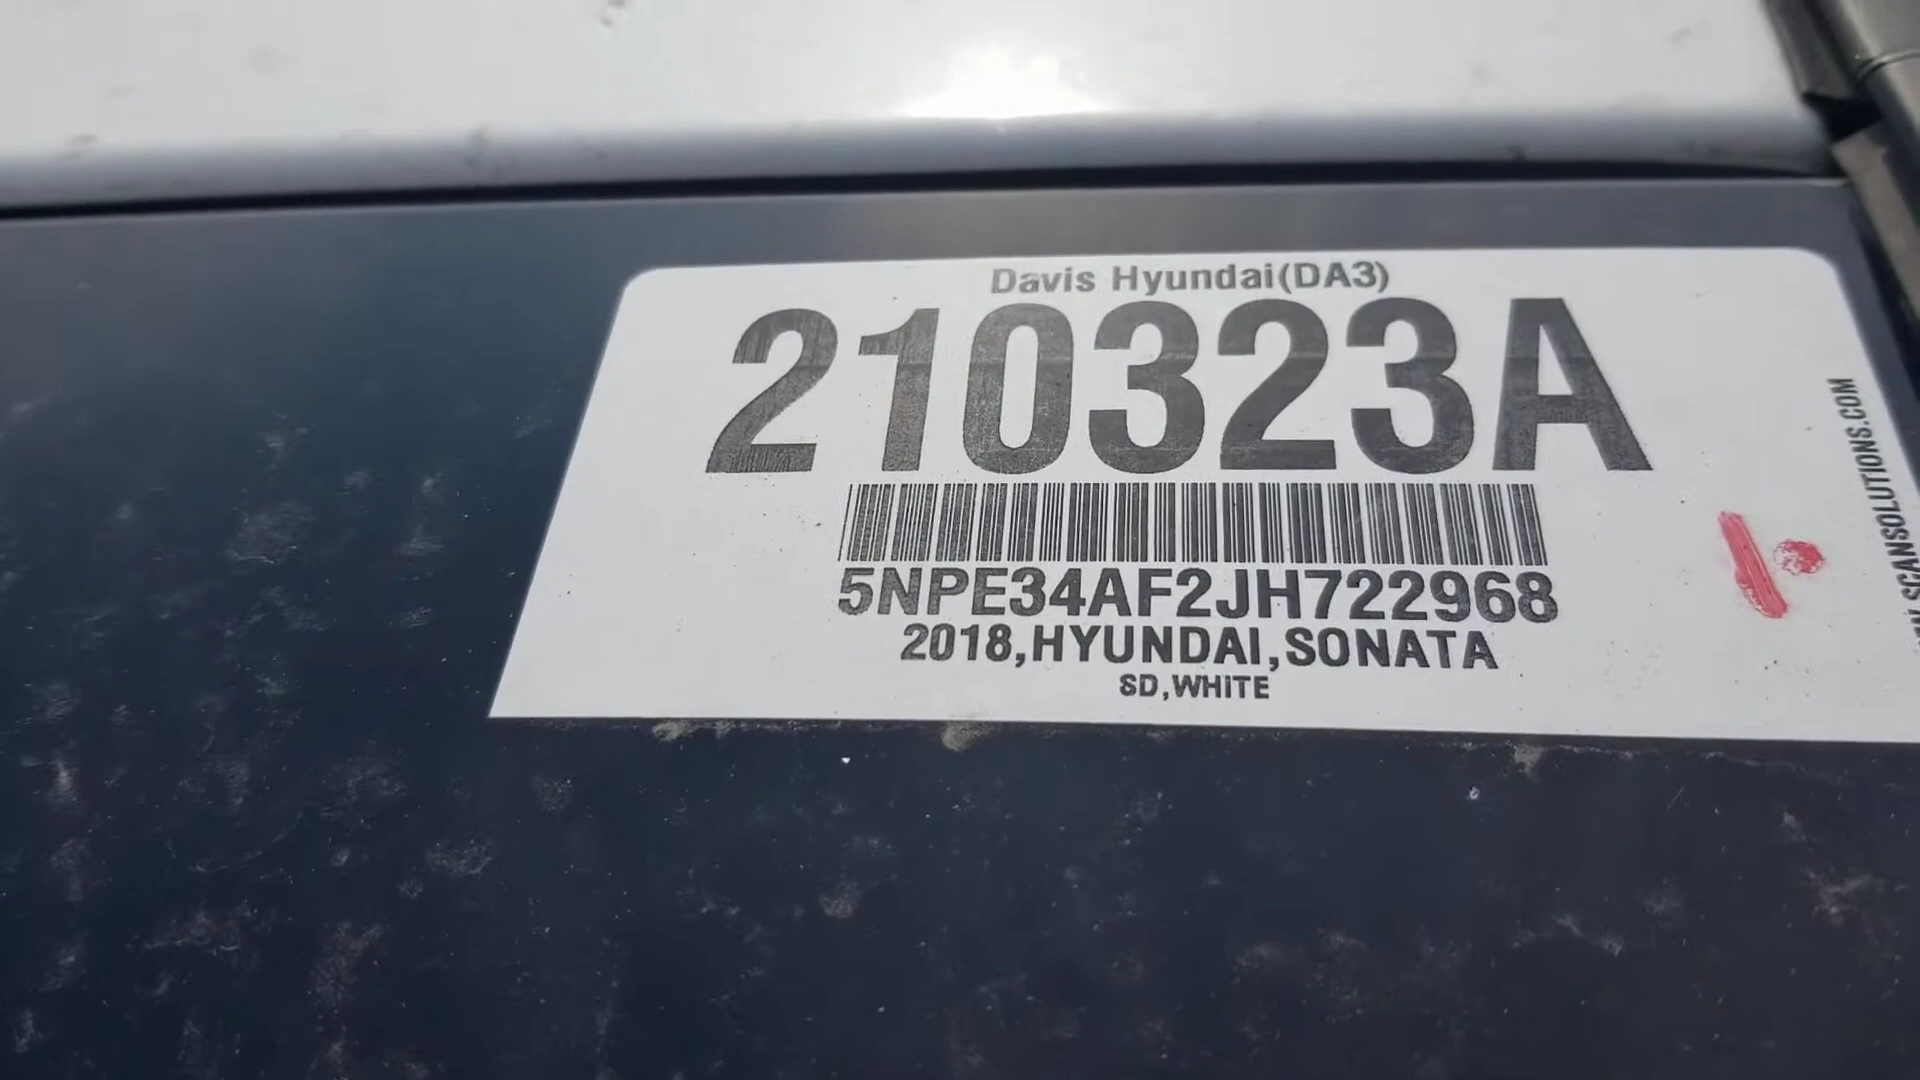 Davis Hyundai(DA3)
210323A
5NPE34AF2JH722968
2018,HYUNDAI,SONATA
SD,WHITE
SCANSOLUTIONS.COM